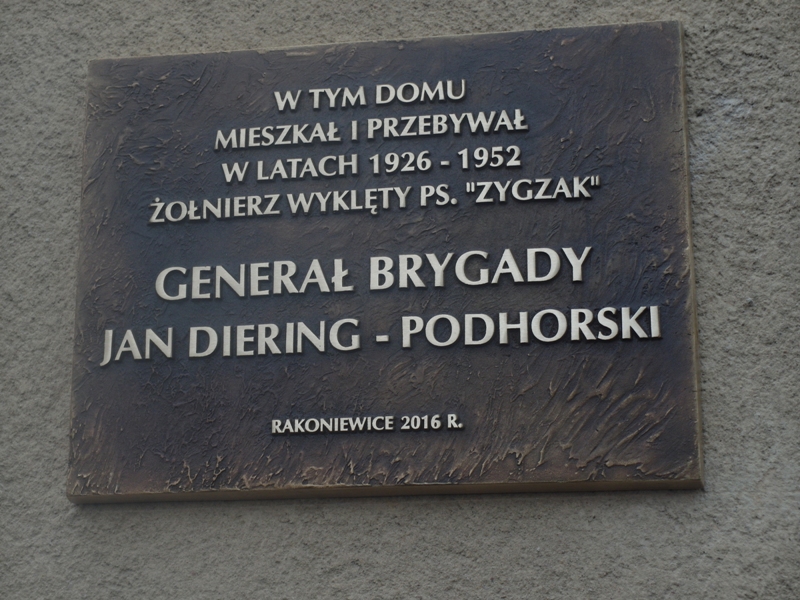 W TYM DOMU
MIESZKAŁ I PRZEBYWAŁ
W LATACH 1926 - 1952
ŻOŁNIERZ WYKLĘTY PS. "ZYGZAK"
GENERAŁ BRYGADY
JAN DIERING - PODHORSKI
RAKONIEWICE 2016 R.